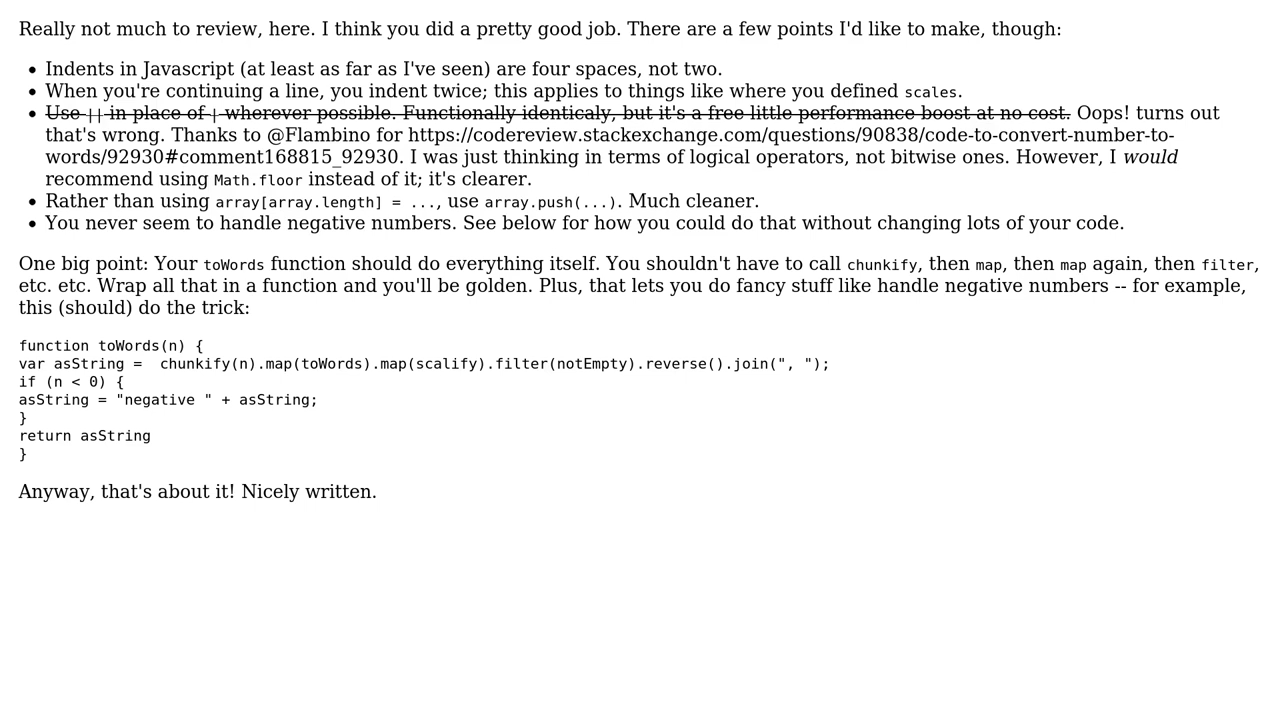 Really not much to review, here. I think you did a pretty good job. There are a few points I'd like to make, though:
• Indents in Javascript (at least as far as I've seen) are four spaces, not two.
• When you're continuing a line, you indent twice; this applies to things like where you defined scales.
• Use || in place of | wherever possible. Functionally identicaly, but it's a free little performance boost at no cost. Oops! turns out
that's wrong. Thanks to @Flambino for https://codereview.stackexchange.com/questions/90838/code-to-convert-number-to-
words/92930#comment168815_92930. I was just thinking in terms of logical operators, not bitwise ones. However, I would
recommend using Math.floor instead of it; it's clearer.
• Rather than using array[array.length] = ..., use array.push(...). Much cleaner.
• You never seem to handle negative numbers. See below for how you could do that without changing lots of your code.
One big point: Your toWords function should do everything itself. You shouldn't have to call chunkify, then map, then map again, then filter,
etc. etc. Wrap all that in a function and you'll be golden. Plus, that lets you do fancy stuff like handle negative numbers -- for example,
this (should) do the trick:
function toWords(n) {
var asString =  chunkify(n).map(toWords).map(scalify).filter(notEmpty).reverse().join(", ");
if (n < 0) {
asString = "negative " + asString;
}
return asString
}
Anyway, that's about it! Nicely written.